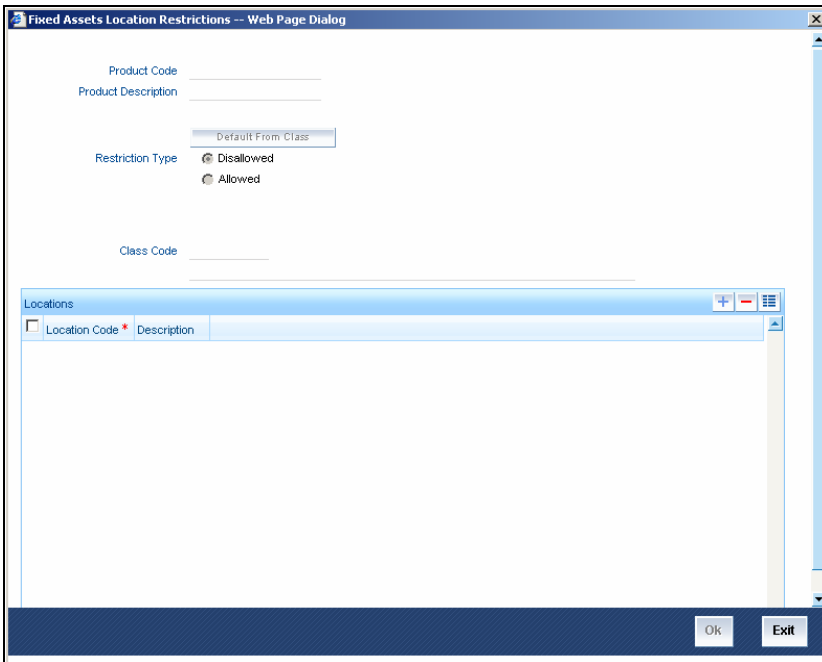 Fixed Assets Location Restrictions -- Web Page Dialog
Product Code
Product Description
Default From Class
Restriction Type
Disallowed
Allowed
Class Code
Locations
Location Code * Description
Ok Exit